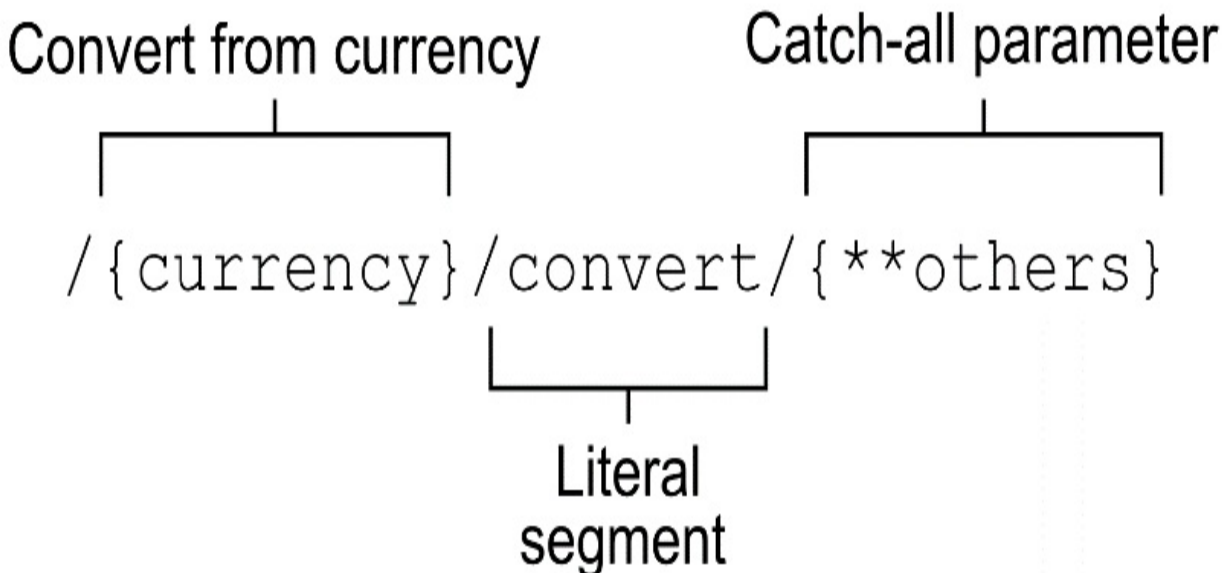 Convert from currency
Catch-all parameter
/{currency}/convert/{**others}
Literal
segment